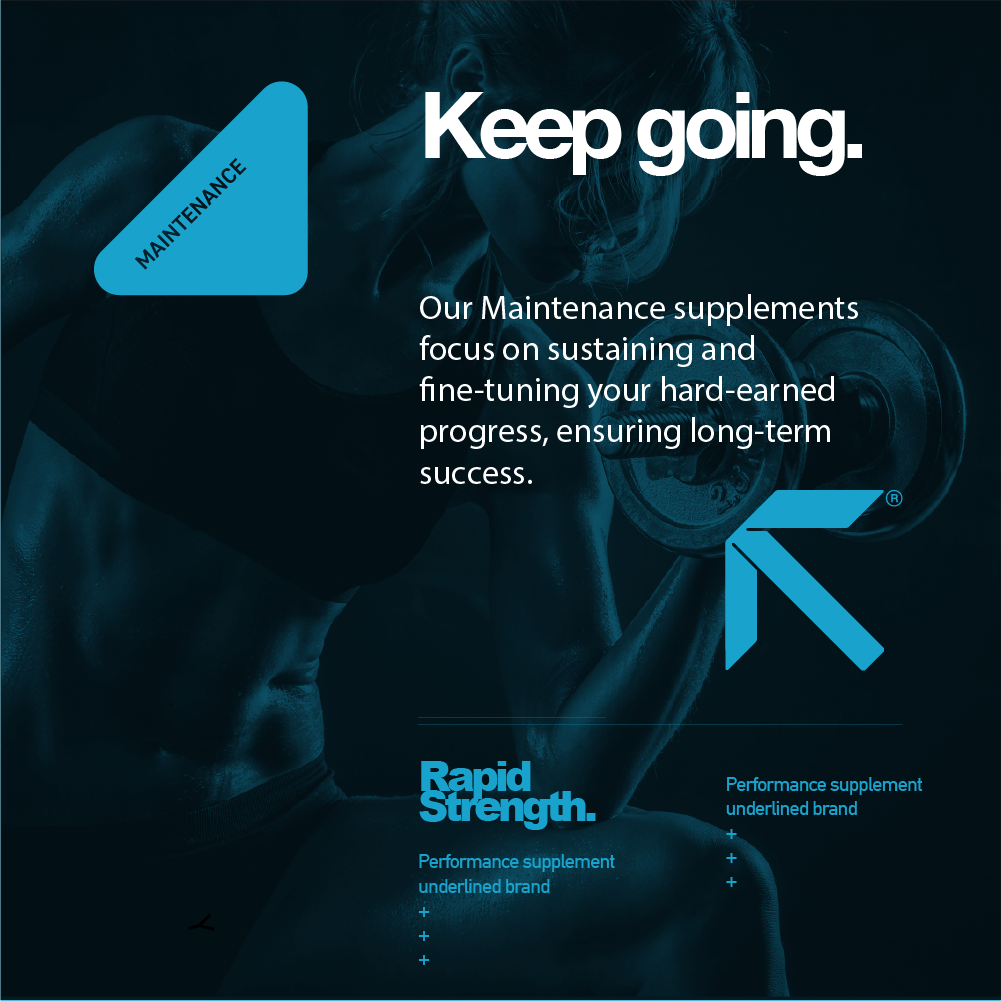 Keep going.
MAINTENANCE
Our Maintenance supplements
focus on sustaining and
fine-tuning your hard-earned
progress, ensuring long-term
success.
®
Rapid
Strength.
Performance supplement
underlined brand
+
+
+
Performance supplement
underlined brand
+
+
+